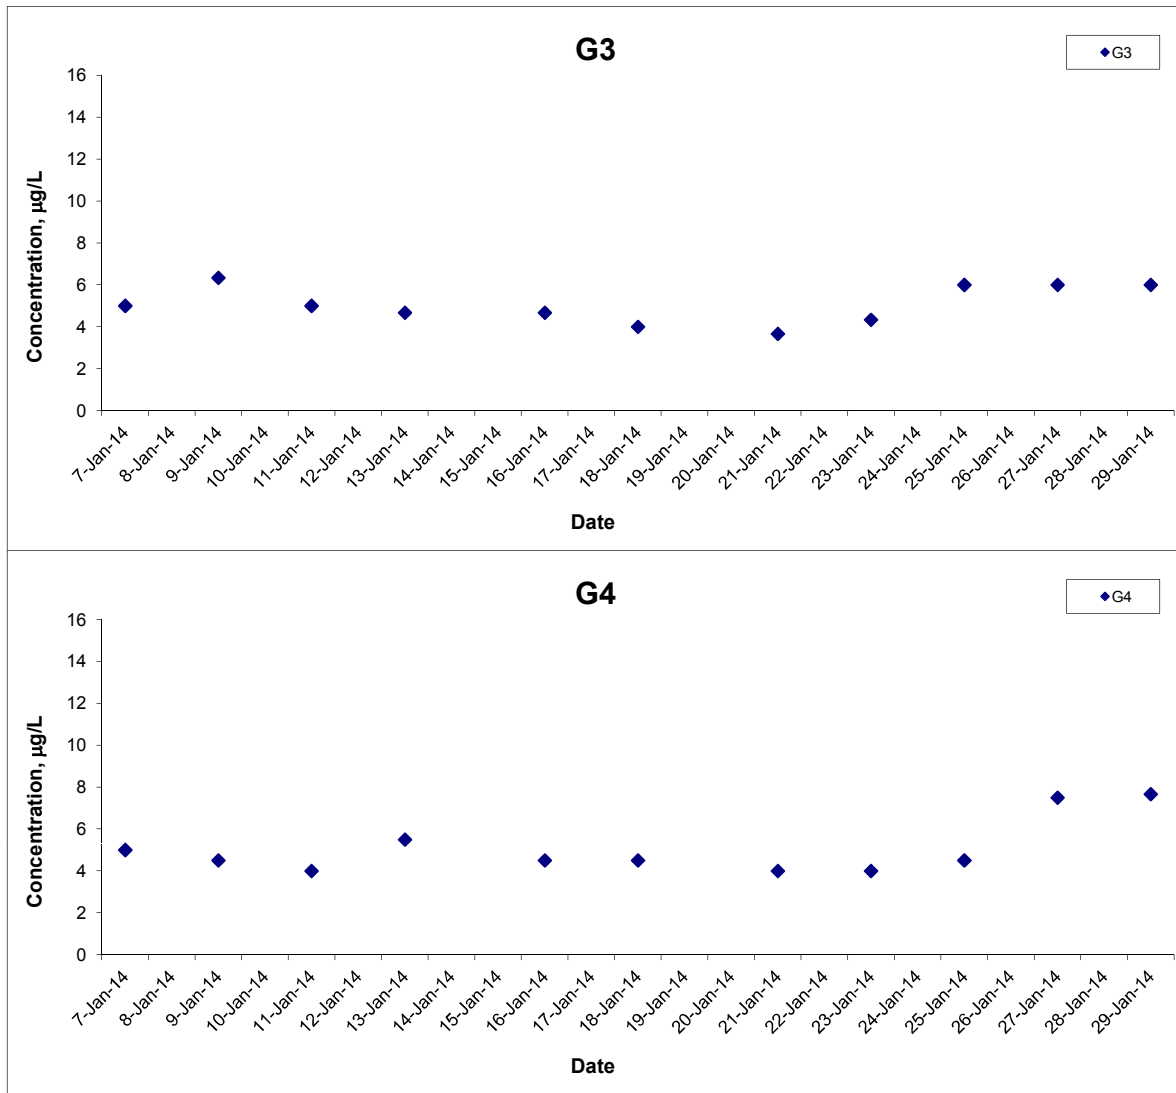 G3
G3
16
14
12
10
8
6
4
2
0
Concentration, µg/L
7-Jan-14
8-Jan-14
9-Jan-14
10-Jan-14
11-Jan-14
12-Jan-14
13-Jan-14
14-Jan-14
15-Jan-14
16-Jan-14
17-Jan-14
18-Jan-14
19-Jan-14
20-Jan-14
21-Jan-14
22-Jan-14
23-Jan-14
24-Jan-14
25-Jan-14
26-Jan-14
27-Jan-14
28-Jan-14
29-Jan-14
Date
G4
G4
16
14
12
10
8
6
4
2
0
Concentration, µg/L
7-Jan-14
8-Jan-14
9-Jan-14
10-Jan-14
11-Jan-14
12-Jan-14
13-Jan-14
14-Jan-14
15-Jan-14
16-Jan-14
17-Jan-14
18-Jan-14
19-Jan-14
20-Jan-14
21-Jan-14
22-Jan-14
23-Jan-14
24-Jan-14
25-Jan-14
26-Jan-14
27-Jan-14
28-Jan-14
29-Jan-14
Date